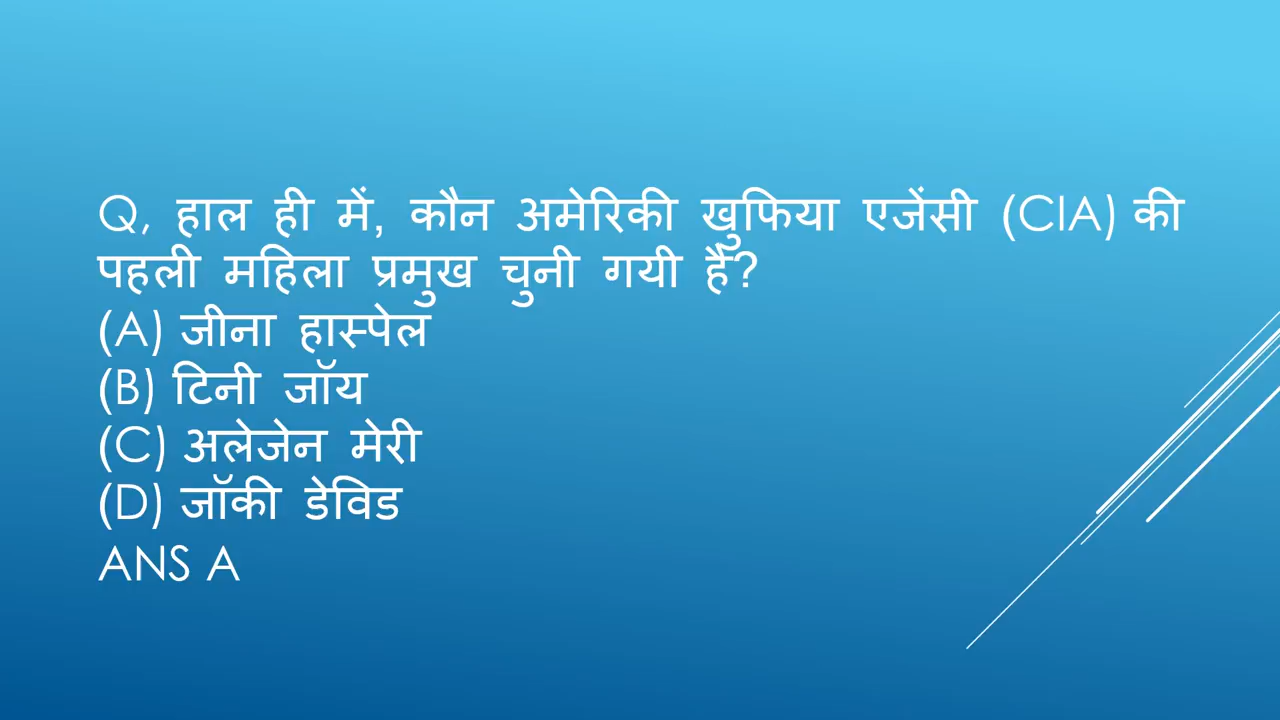 Q, हाल ही में, कौन अमेरिकी खुफिया एजेंसी (CIA) की
पहली महिला प्रमुख चुनी गयी हैं?
(A) जीना हास्पेल
(B) टिनी जॉय
(C) अलेजेन मेरी
(D) जॉकी डेविड
ANS A